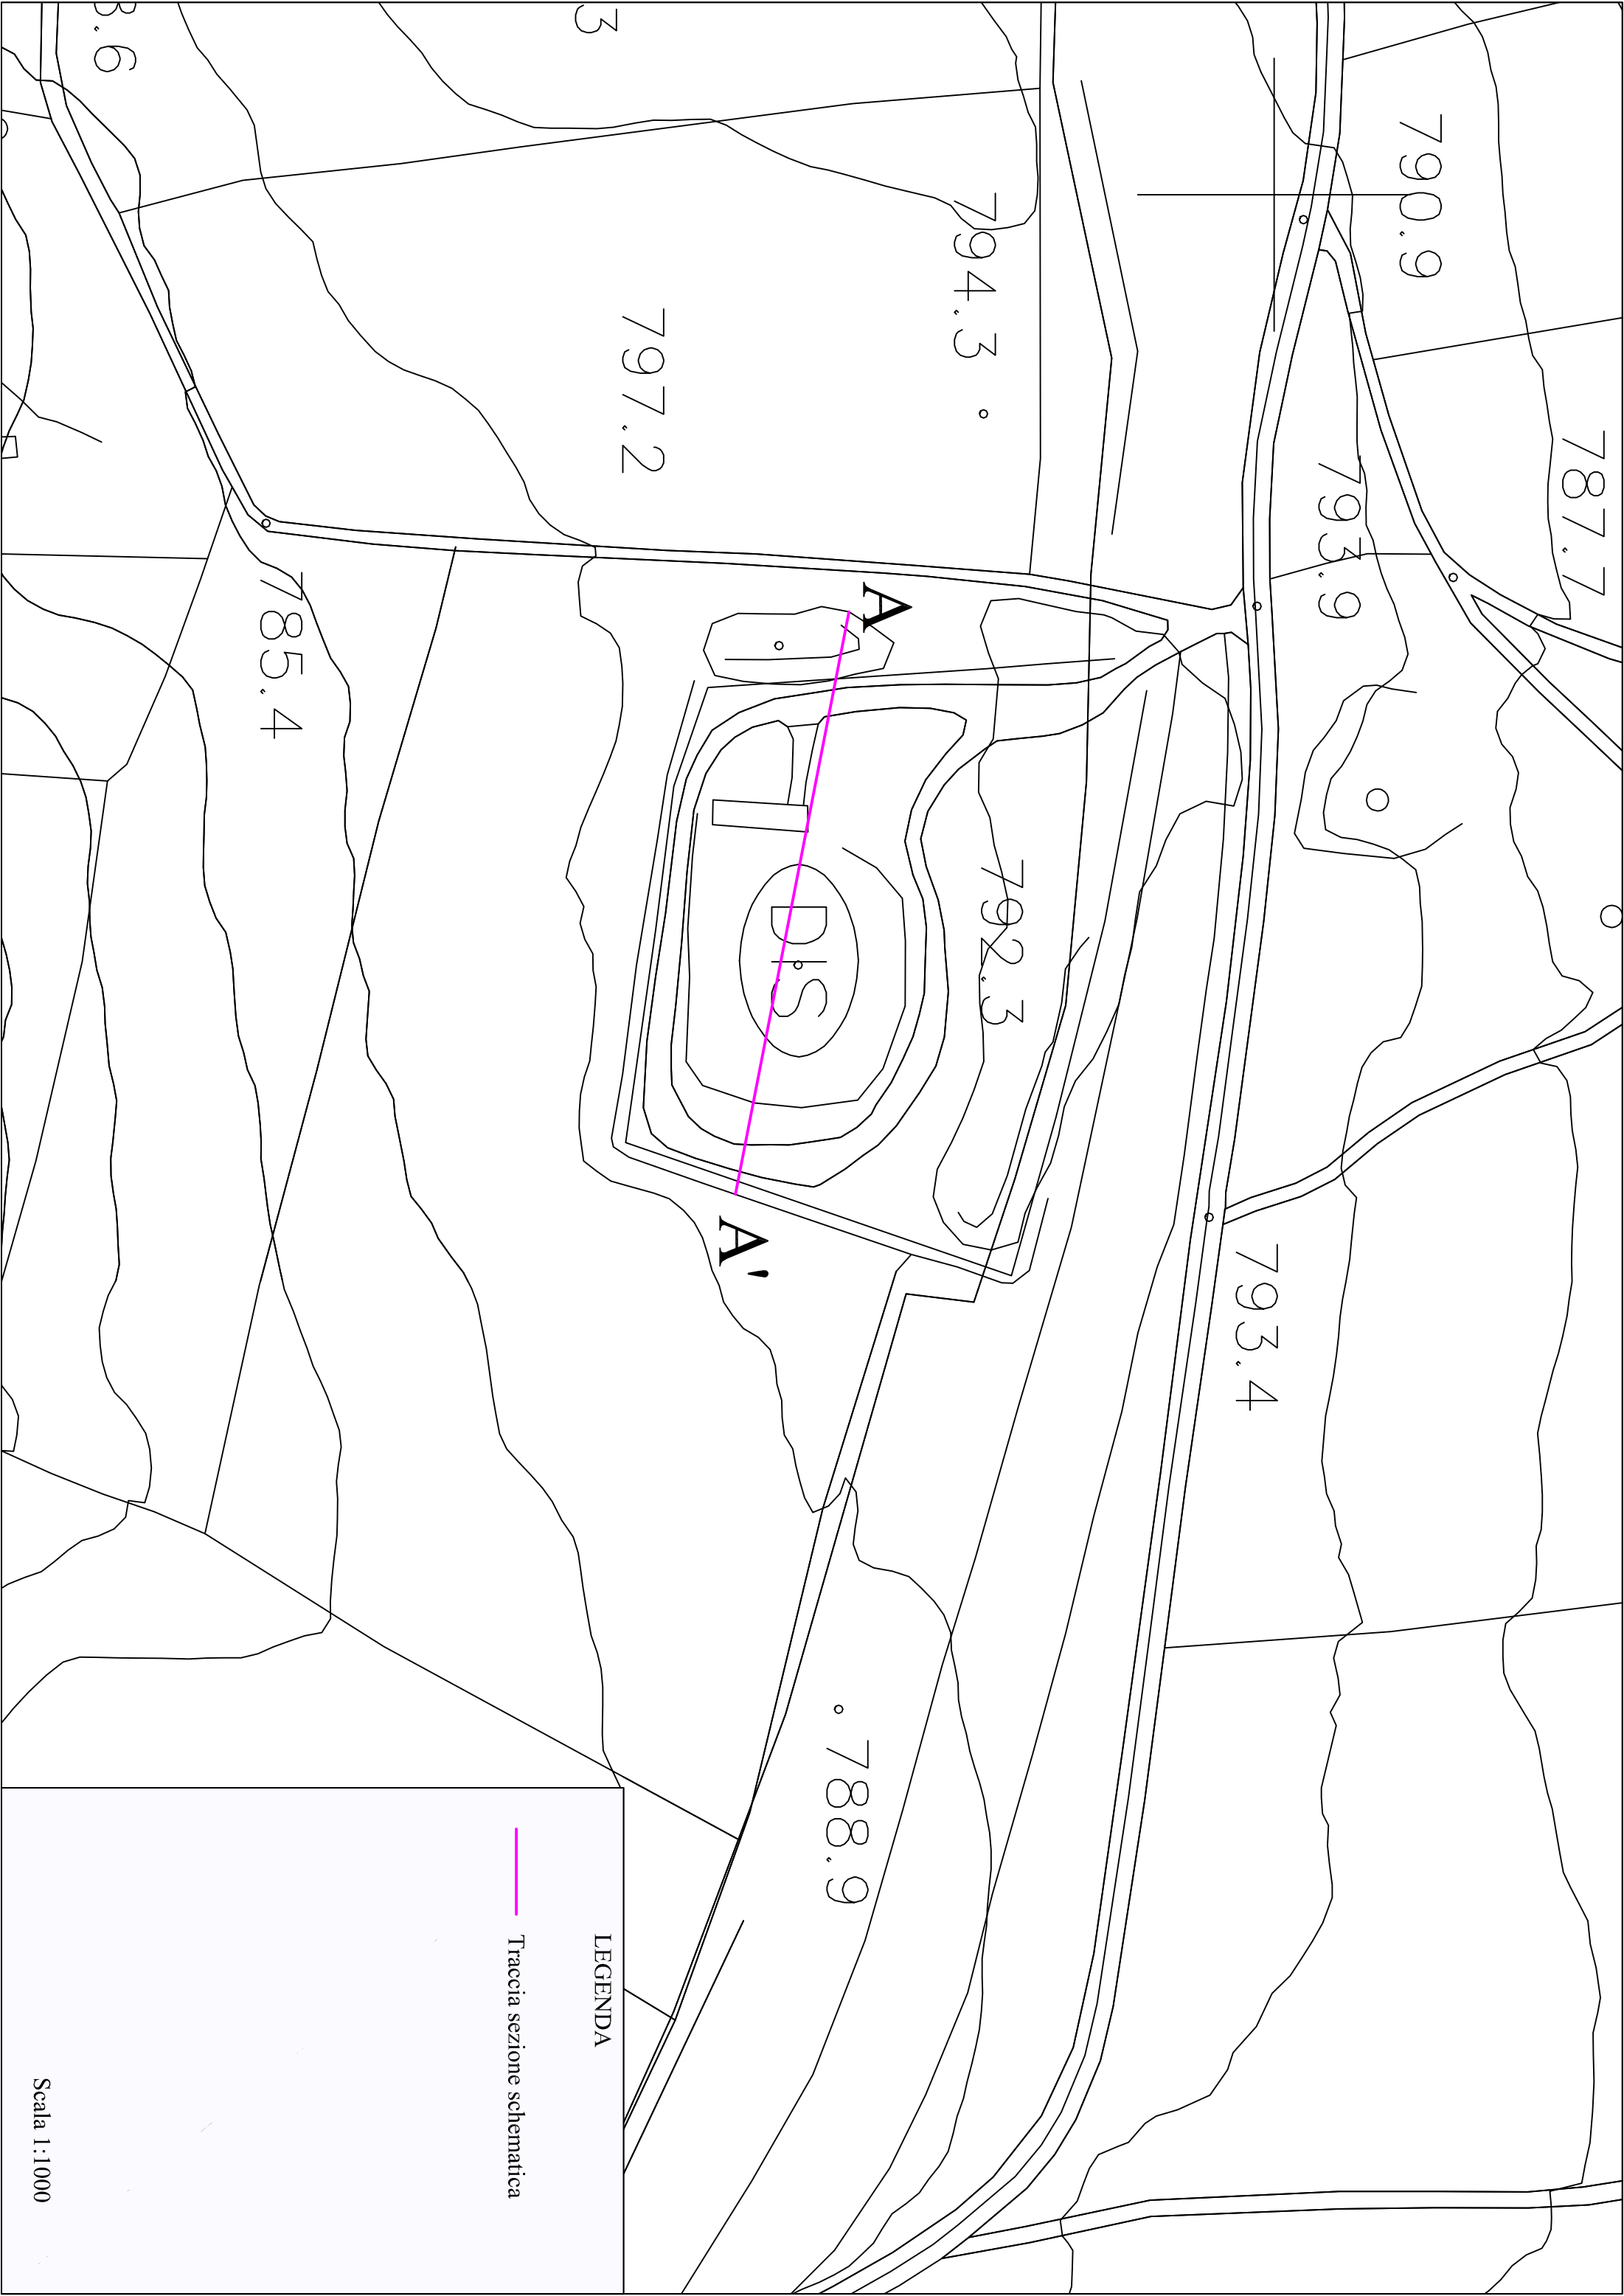 787.7
790.9
793.9
793.4
794.3
792.3
A
788.9
A'
DIS
797.2
785.4
LEGENDA
Traccia sezione schematica
Scala 1:1000